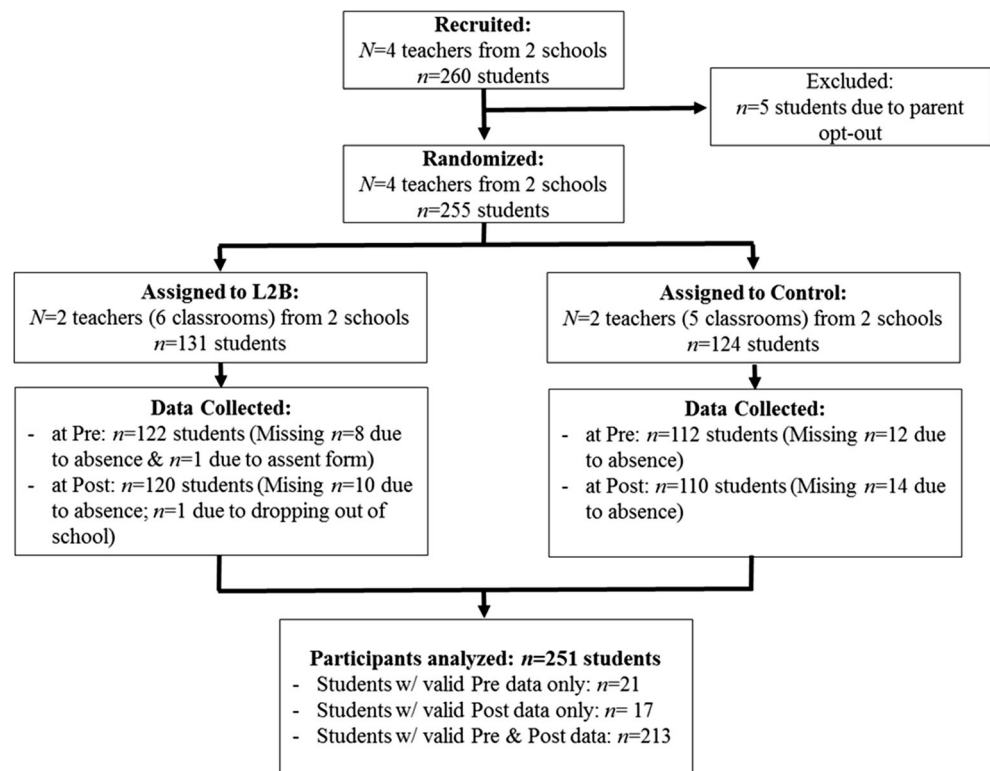 Recruited:
N=4 teachers from 2 schools
n=260 students
Excluded:
n=5 students due to parent
opt-out
Randomized:
N=4 teachers from 2 schools
n=255 students
Assigned to L2B:
N=2 teachers (6 classrooms) from 2 schools
n=131 students
Assigned to Control:
N=2 teachers (5 classrooms) from 2 schools
n=124 students
Data Collected:
- at Pre: n=122 students (Missing n=8 due
to absence & n=1 due to assent form)
- at Post: n=120 students (Mising n=10 due
to absence; n=1 due to dropping out of
school)
Data Collected:
- at Pre: n=112 students (Missing n=12 due
to absence)
- at Post: n=110 students (Mising n=14 due
to absence)
Participants analyzed: n=251 students
- Students w/ valid Pre data only: n=21
- Students w/ valid Post data only: n= 17
- Students w/ valid Pre & Post data: n=213